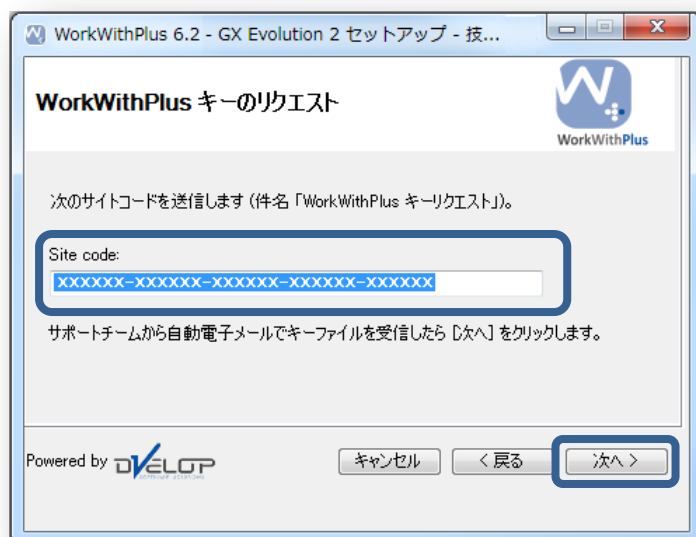 WorkWithPlus 6.2 - GX Evolution 2 セットアップ - 技...
WorkWithPlus キーのリクエスト
WorkWithPlus
次のサイトコードを送信します (件名 「WorkWithPlus キーリクエスト」)。
Site code:
XXXXXX-XXXXXX-XXXXXX-XXXXXX-XXXXXX
サポートチームから自動電子メールでキーファイルを受信したら [次へ] をクリックします。
Powered by DVELOP
SOFTWARE SOLUTIONS
キャンセル
< 戻る
次へ >